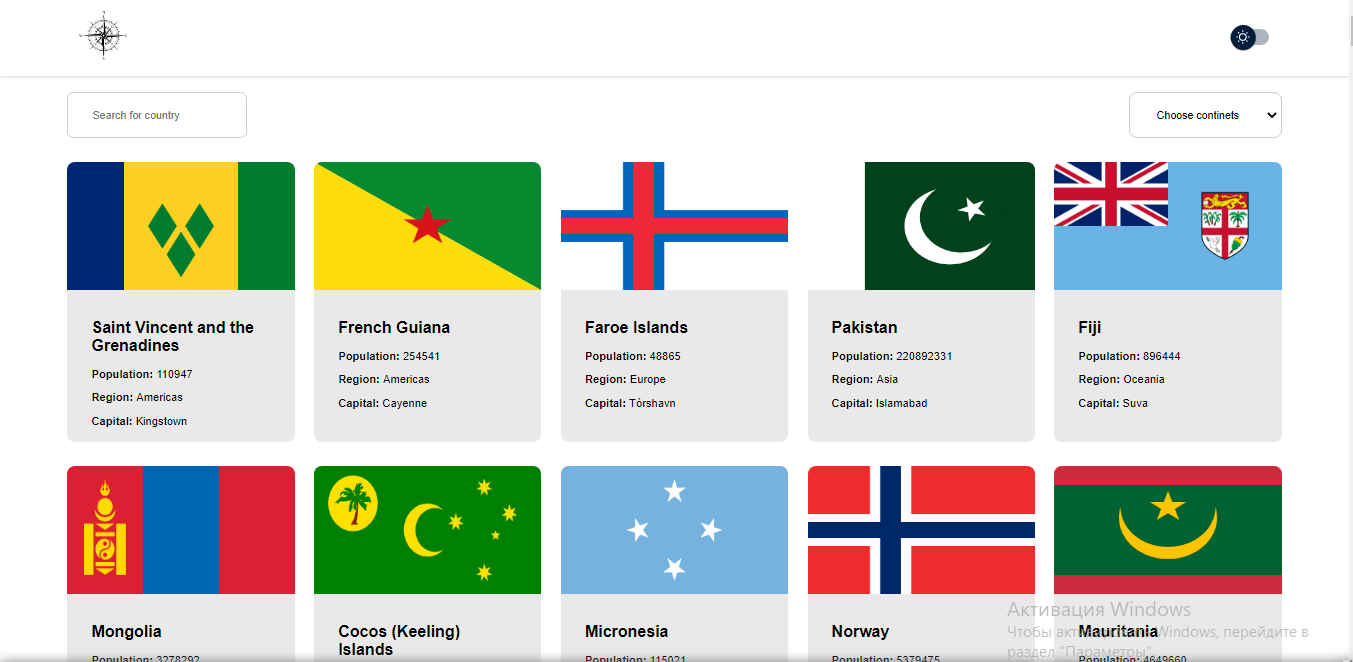 Search for country
Choose continets
Saint Vincent and the
Grenadines
Population: 110947
Region: Americas
Capital: Kingstown
French Guiana
Population: 254541
Region: Americas
Capital: Cayenne
Faroe Islands
Population: 48865
Region: Europe
Capital: Tórshavn
Pakistan
Population: 220892331
Region: Asia
Capital: Islamabad
Fiji
Population: 896444
Region: Oceania
Capital: Suva
Mongolia
Population: 3278292
Cocos (Keeling)
Islands
Micronesia
Population: 115021
Norway
Population: 5379475
Mauritania
Population: 4649660
Активация Windows
Чтобы активировать Windows, перейдите в
раздел "Параметры".